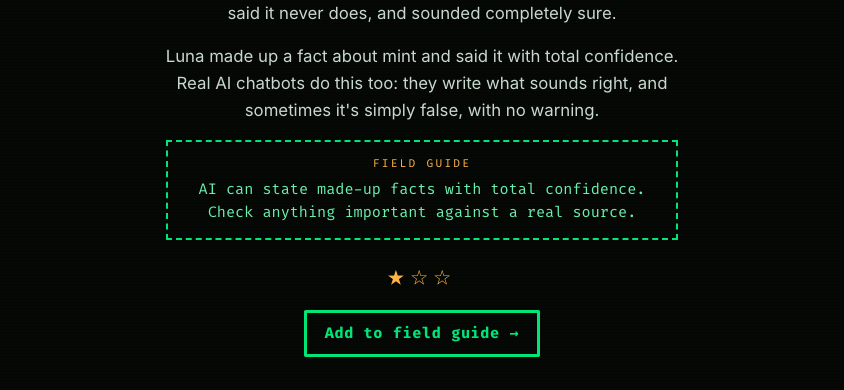 said it never does, and sounded completely sure.
Luna made up a fact about mint and said it with total confidence.
Real AI chatbots do this too: they write what sounds right, and
sometimes it's simply false, with no warning.
FIELD GUIDE
AI can state made-up facts with total confidence.
Check anything important against a real source.
★☆☆
Add to field guide →